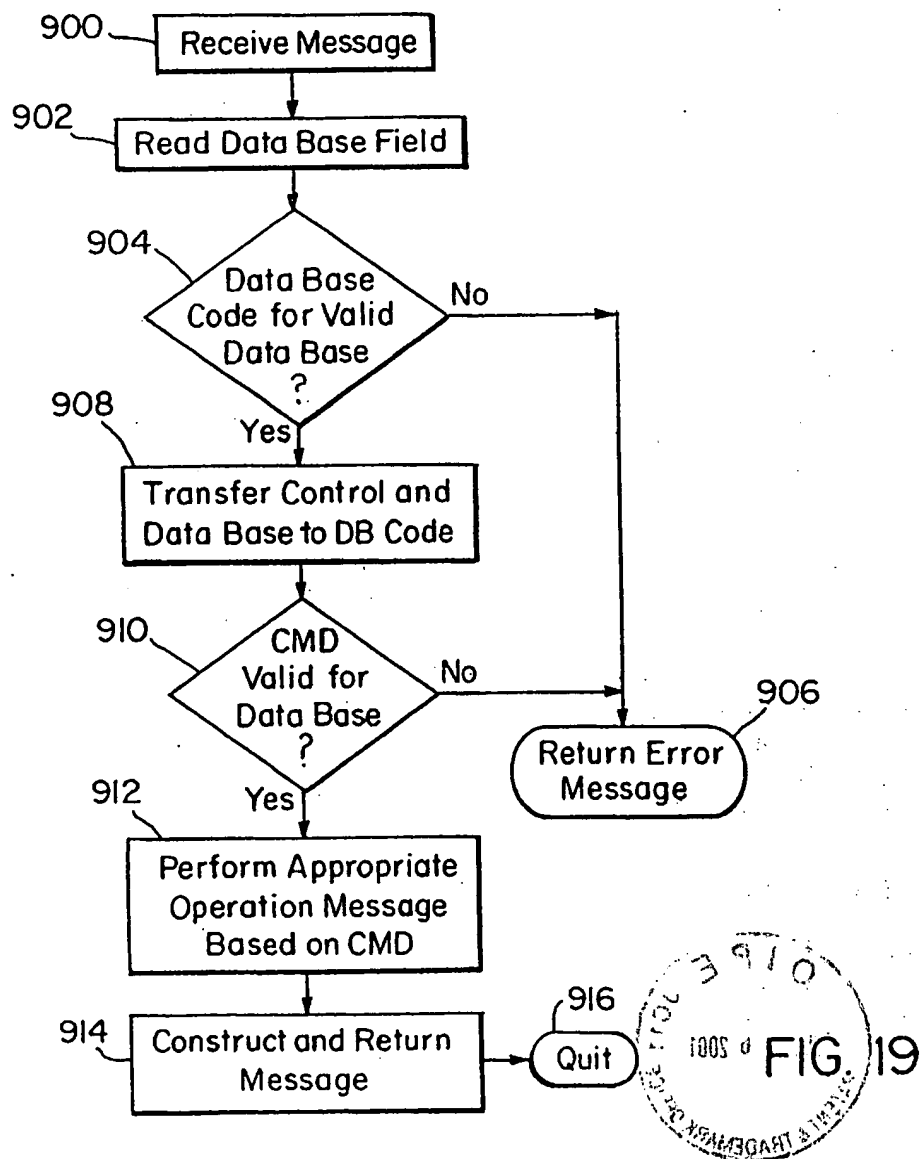 900
Receive Message
902
Read Data Base Field
904
Data Base
Code for Valid
Data Base
?
No
Yes
908
Transfer Control and
Data Base to DB Code
910
CMD
Valid for
Data Base
?
No
906
Return Error
Message
Yes
912
Perform Appropriate
Operation Message
Based on CMD
914
Construct and Return
Message
916
Quit
O I P E
2001
& TRADEMARK
FIG. 19